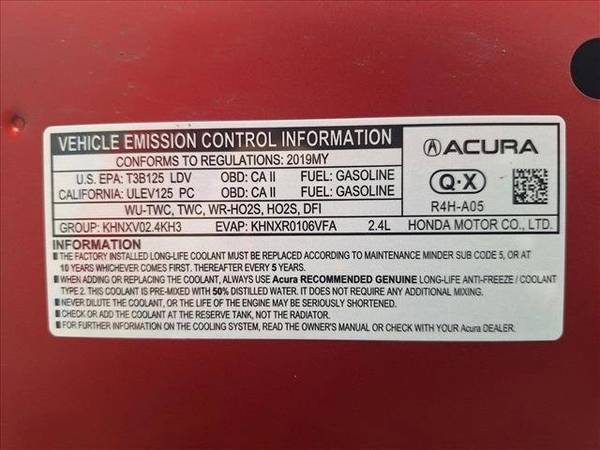 VEHICLE EMISSION CONTROL INFORMATION
CONFORMS TO REGULATIONS: 2019MY
U.S. EPA: T3B125 LDV OBD: CA II FUEL: GASOLINE
CALIFORNIA: ULEV125 PC OBD: CA II FUEL: GASOLINE
WU-TWC, TWC, WR-HO2S, HO2S, DFI
GROUP: KHNXV02.4KH3 EVAP: KHNXR0106VFA 2.4L
ACURA
Q·X
R4H-A05
HONDA MOTOR CO., LTD.
INFORMATION
THE FACTORY INSTALLED LONG-LIFE COOLANT MUST BE REPLACED ACCORDING TO MAINTENANCE MINDER SUB CODE 5, OR AT
10 YEARS WHICHEVER COMES FIRST. THEREAFTER EVERY 5 YEARS.
WHEN ADDING OR REPLACING THE COOLANT, ALWAYS USE Acura RECOMMENDED GENUINE LONG-LIFE ANTI-FREEZE / COOLANT
TYPE 2. THIS COOLANT IS PRE-MIXED WITH 50% DISTILLED WATER. IT DOES NOT REQUIRE ANY ADDITIONAL MIXING.
NEVER DILUTE THE COOLANT, OR THE LIFE OF THE ENGINE MAY BE SERIOUSLY SHORTENED.
CHECK OR ADD THE COOLANT AT THE RESERVE TANK, NOT THE RADIATOR.
FOR FURTHER INFORMATION ON THE COOLING SYSTEM, READ THE OWNER'S MANUAL OR CHECK WITH YOUR Acura DEALER.